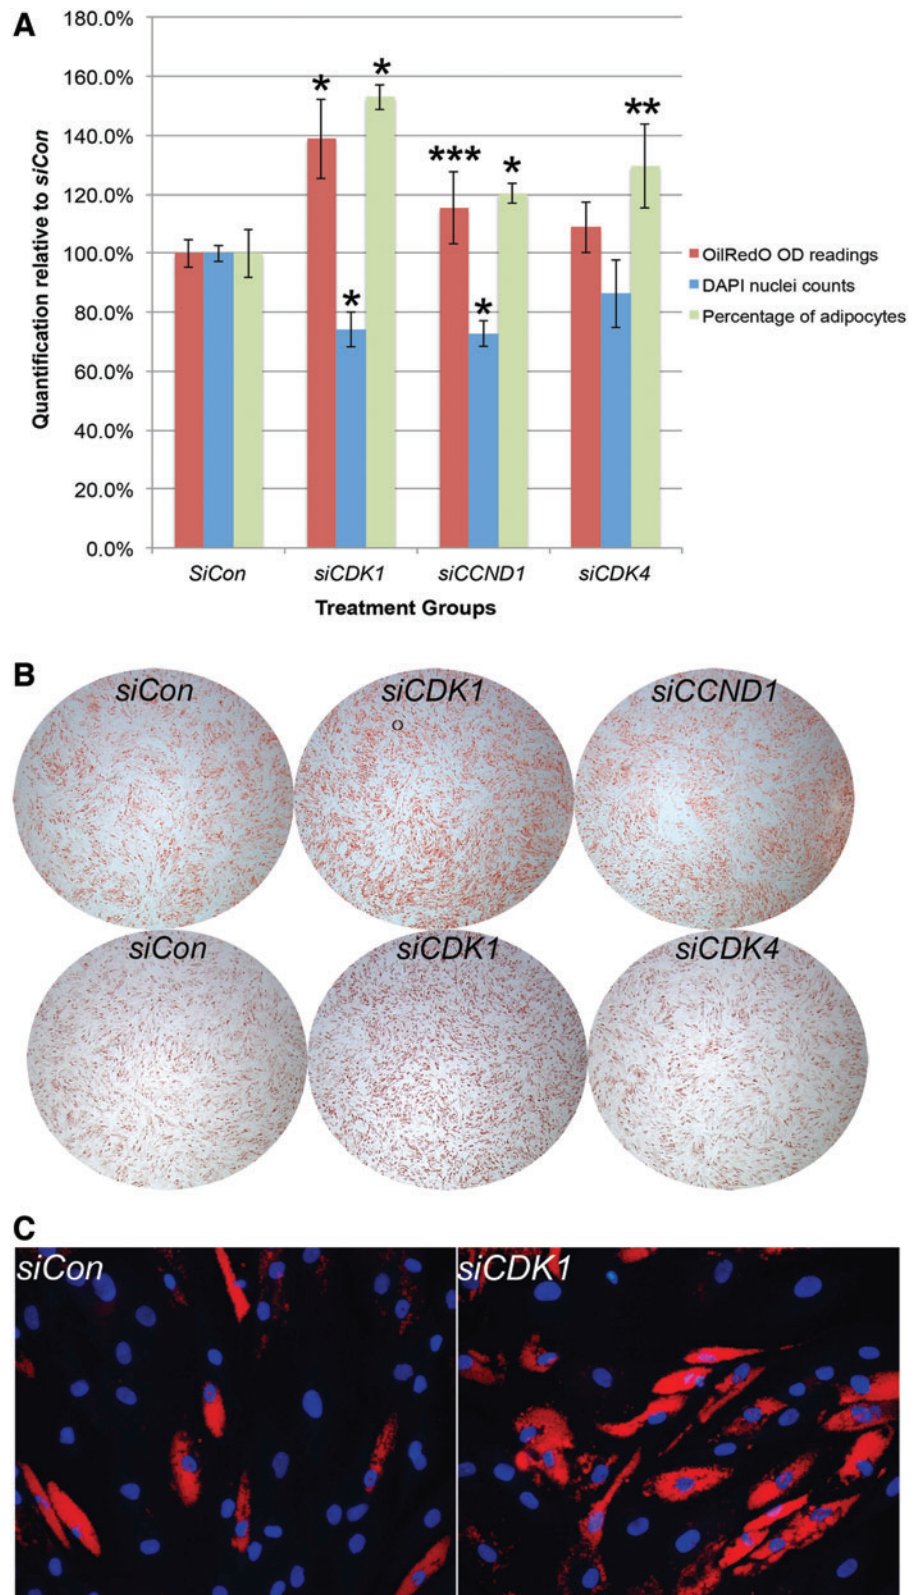 A
180.0%
160.0%
140.0%
120.0%
100.0%
80.0%
60.0%
40.0%
20.0%
0.0%
Quantification relative to siCon
* *
*
*** *
*
**
OilRedO OD readings
DAPI nuclei counts
Percentage of adipocytes
SiCon siCDK1 siCCND1 siCDK4
Treatment Groups
B
siCon siCDK1 siCCND1
siCon siCDK1 siCDK4
C
siCon siCDK1